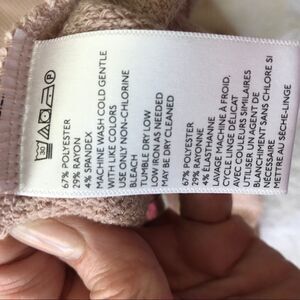 67% POLYESTER
29% RAYON
4% SPANDEX
MACHINE WASH COLD GENTLE
WITH LIKE COLORS
USE ONLY NON-CHLORINE
BLEACH
TUMBLE DRY LOW
IRON AS NEEDED
MAY BE DRY CLEANED
67% POLYESTER
29% RAYONNE
4% ÉLASTHANNE
LAVAGE MACHINE À FROID,
CYCLE LINGE DÉLICAT
AVEC COULEURS SIMILAIRES
UTILISER UN AGENT DE
BLANCHIMENT SANS CHLORE SI
NÉCESSAIRE
METTRE AU SÈCHE-LINGE